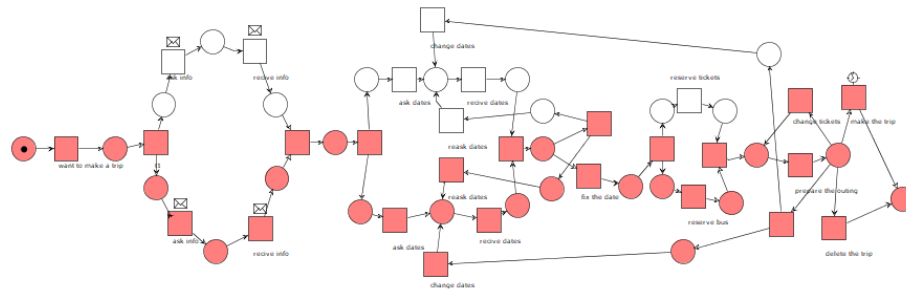 change dates
ask info
recive info
reserve tickets
ask dates
recive dates
want to make a trip
t1
reask dates
change tickets
make the trip
reask dates
fix the date
prepare the outing
ask info
recive info
reserve bus
ask dates
recive dates
delete the trip
change dates